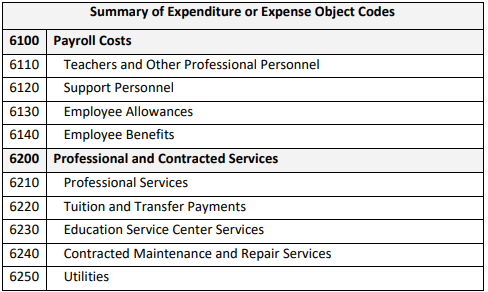 Summary of Expenditure or Expense Object Codes
6100 Payroll Costs
6110 Teachers and Other Professional Personnel
6120 Support Personnel
6130 Employee Allowances
6140 Employee Benefits
6200 Professional and Contracted Services
6210 Professional Services
6220 Tuition and Transfer Payments
6230 Education Service Center Services
6240 Contracted Maintenance and Repair Services
6250 Utilities